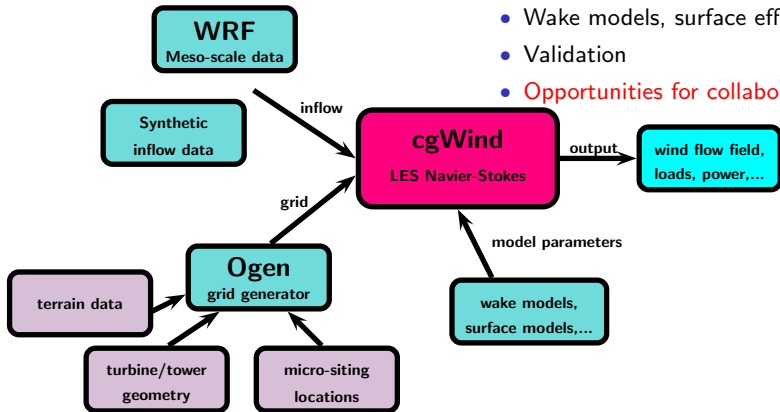 WRF
Meso-scale data
• Wake models, surface eff
• Validation
• Opportunities for collabo
inflow
Synthetic
inflow data
cgWind
LES Navier-Stokes
output
wind flow field,
loads, power,...
grid
Ogen
grid generator
model parameters
terrain data
wake models,
surface models,...
turbine/tower
geometry
micro-siting
locations